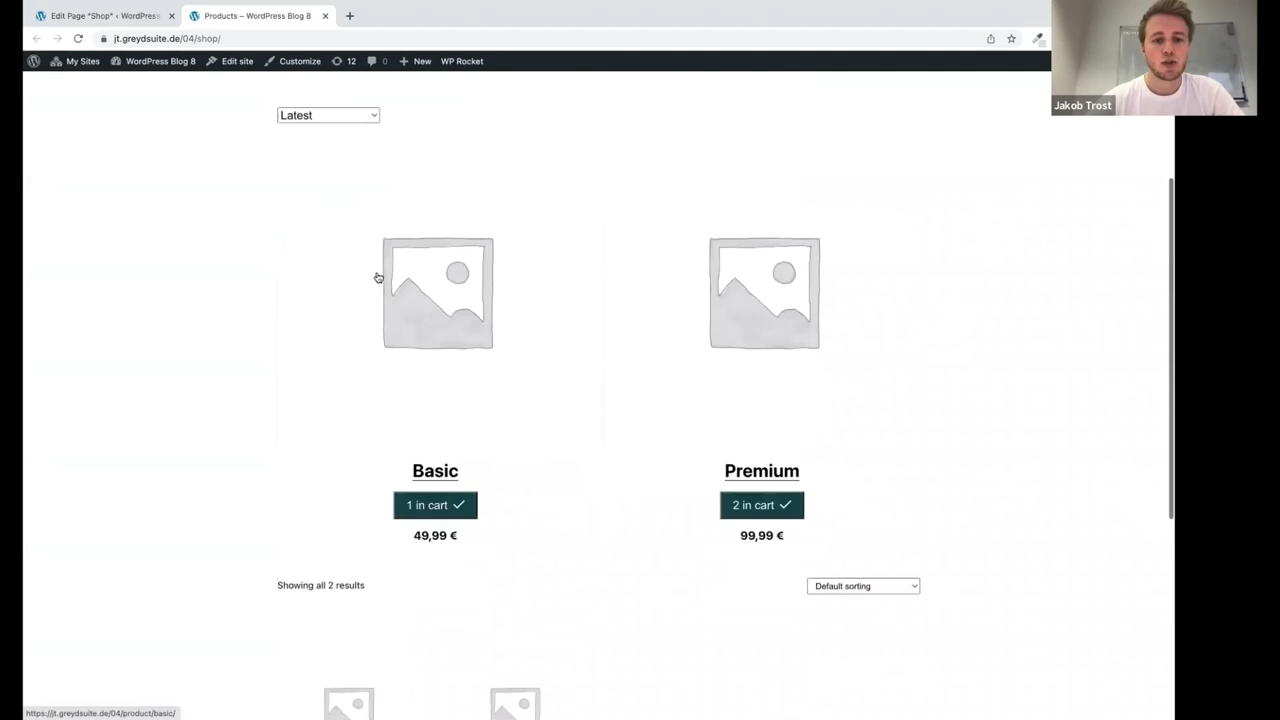 Edit Page "Shop" ‹ WordPress
Products – WordPress Blog 8
jt.greydsuite.de/04/shop/
My Sites
WordPress Blog 8
Edit site
Customize
12
0
New
WP Rocket
Jakob Trost
Latest
Basic
Premium
1 in cart
2 in cart
49,99 €
99,99 €
Showing all 2 results
Default sorting
https://jt.greydsuite.de/04/product/basic/